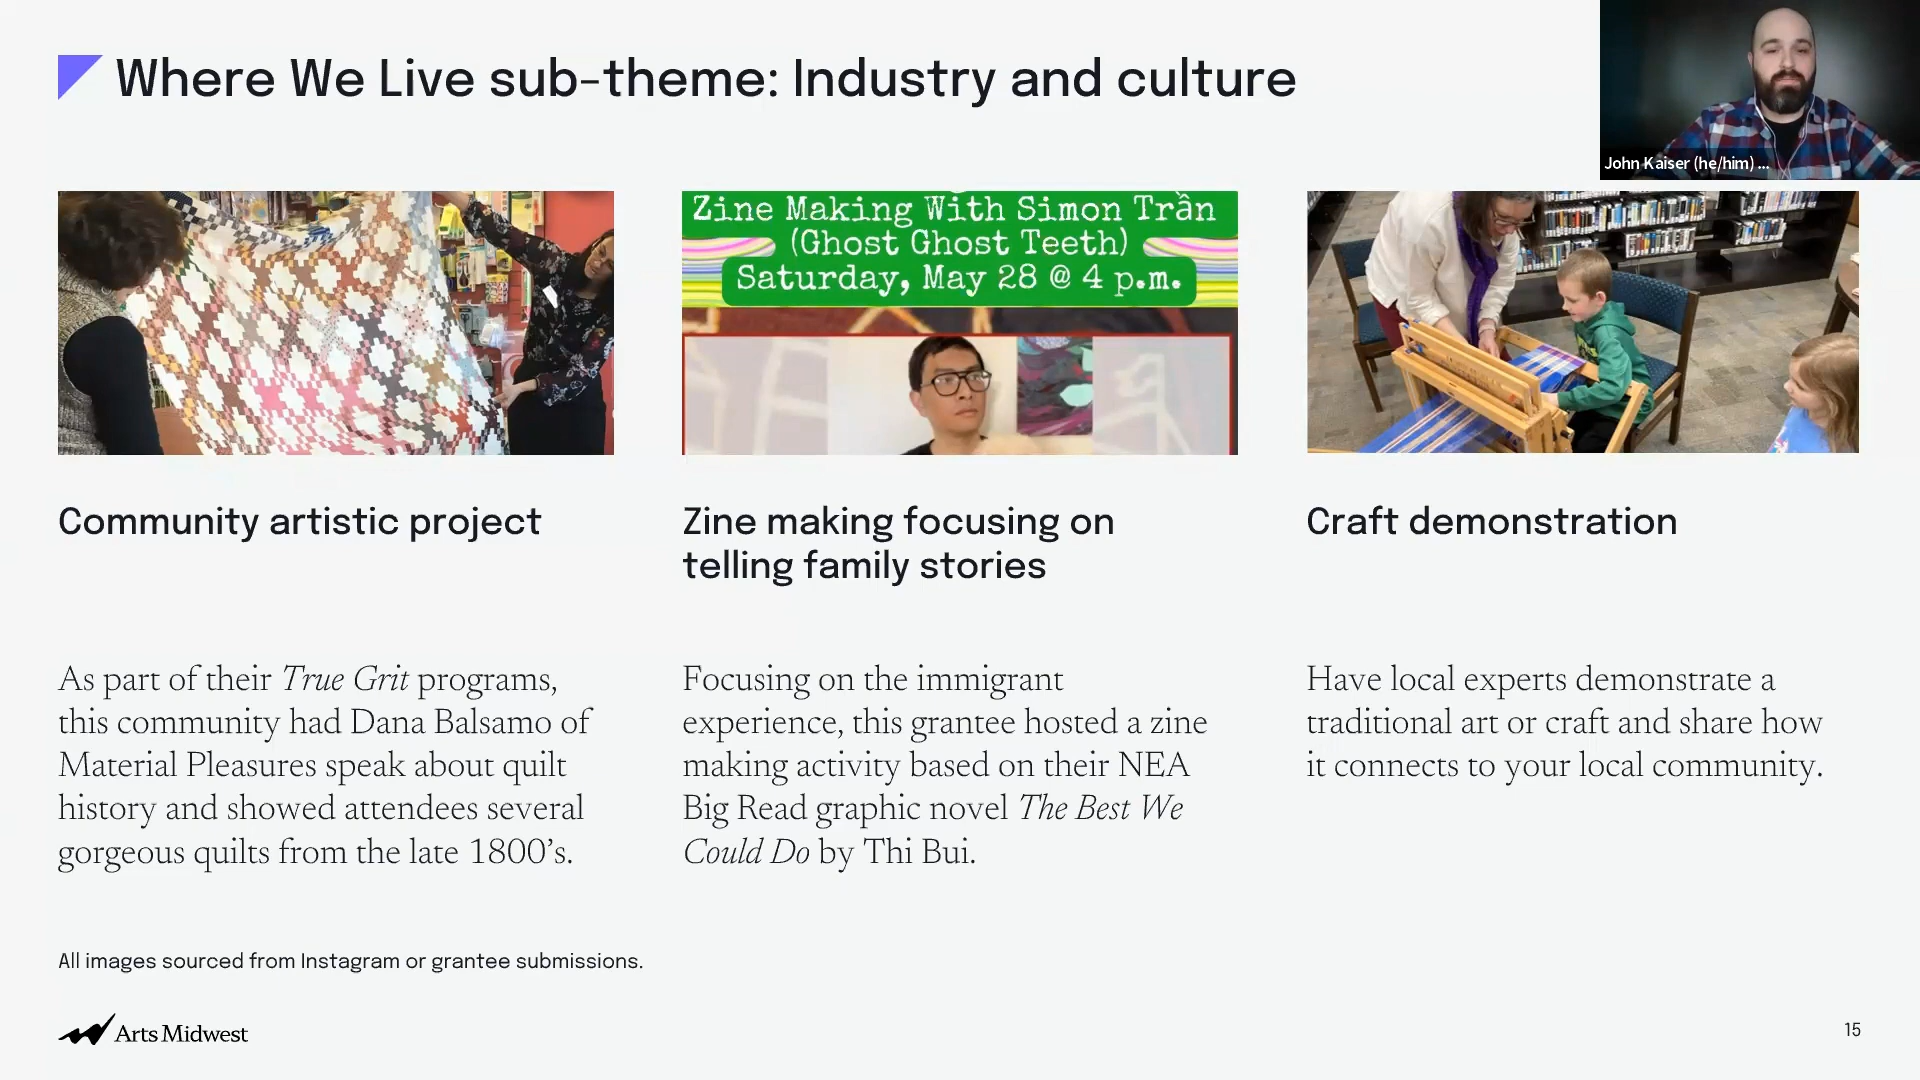 Where We Live sub-theme: Industry and culture
John Kaiser (he/him) ...
Zine Making With Simon Trần
(Ghost Ghost Teeth)
Saturday, May 28 @ 4 p.m.
Community artistic project
As part of their True Grit programs,
this community had Dana Balsamo of
Material Pleasures speak about quilt
history and showed attendees several
gorgeous quilts from the late 1800’s.
Zine making focusing on
telling family stories
Focusing on the immigrant
experience, this grantee hosted a zine
making activity based on their NEA
Big Read graphic novel The Best We
Could Do by Thi Bui.
Craft demonstration
Have local experts demonstrate a
traditional art or craft and share how
it connects to your local community.
All images sourced from Instagram or grantee submissions.
Arts Midwest
15